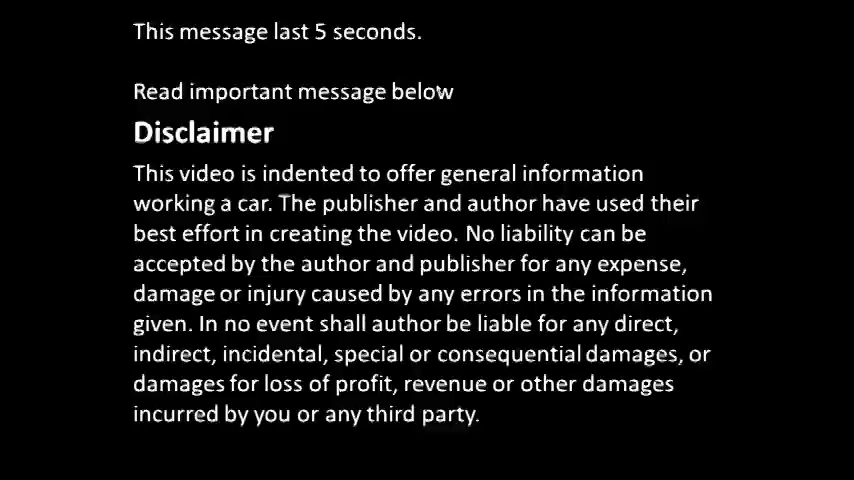 This message last 5 seconds.
Read important message below
Disclaimer
This video is indented to offer general information
working a car. The publisher and author have used their
best effort in creating the video. No liability can be
accepted by the author and publisher for any expense,
damage or injury caused by any errors in the information
given. In no event shall author be liable for any direct,
indirect, incidental, special or consequential damages, or
damages for loss of profit, revenue or other damages
incurred by you or any third party.